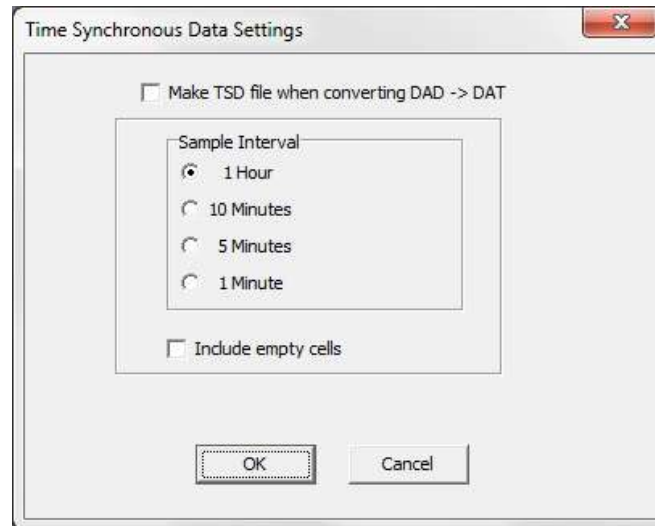 Time Synchronous Data Settings
Make TSD file when converting DAD -> DAT
Sample Interval
1 Hour
10 Minutes
5 Minutes
1 Minute
Include empty cells
OK Cancel